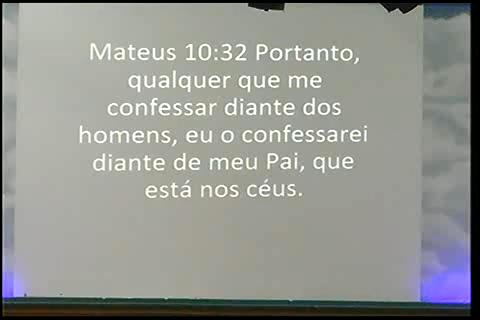 Mateus 10:32 Portanto,
qualquer que me
confessar diante dos
homens, eu o confessarei
diante de meu Pai, que
está nos céus.